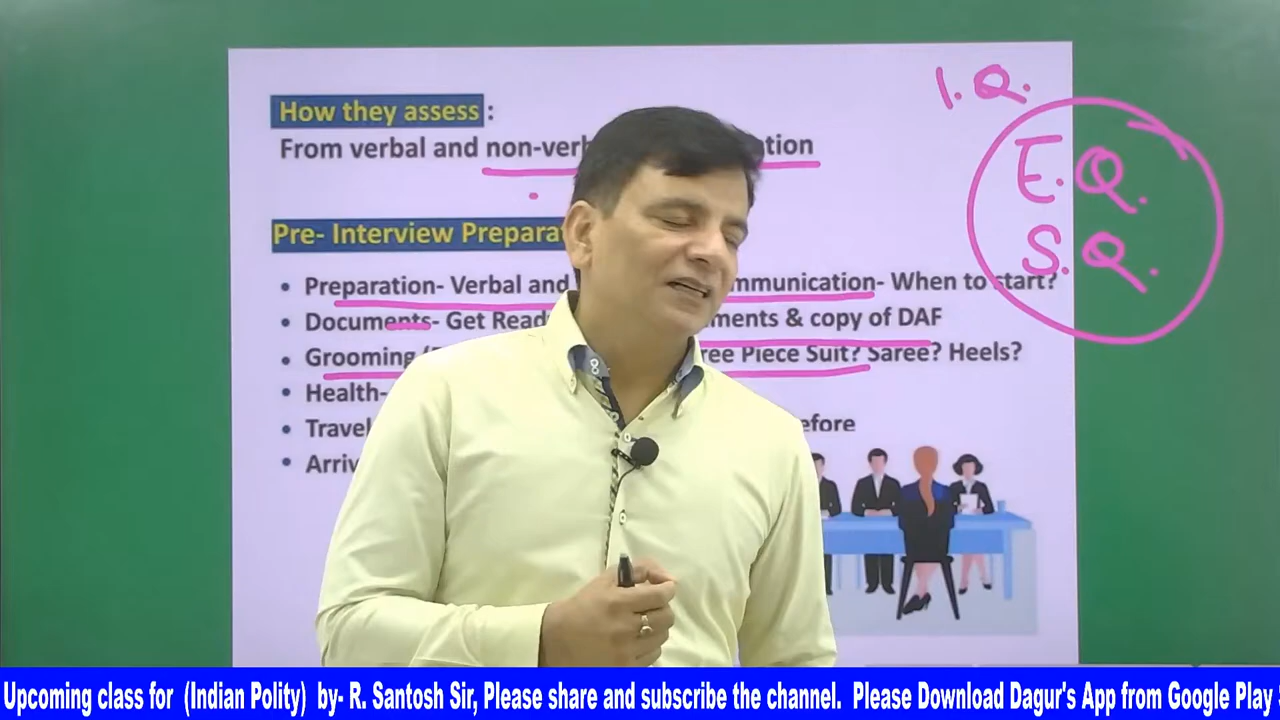 How they assess :
From verbal and non-verb ation
Pre- Interview Prepara
• Preparation- Verbal and mmunication- When to start?
• Documents- Get Read ments & copy of DAF
• Grooming ree Piece Suit? Saree? Heels?
• Health-
• Travel efore
• Arriv
I.Q.
E.Q.
S.Q.
Upcoming class for (Indian Polity) by- R. Santosh Sir, Please share and subscribe the channel. Please Download Dagur's App from Google Play